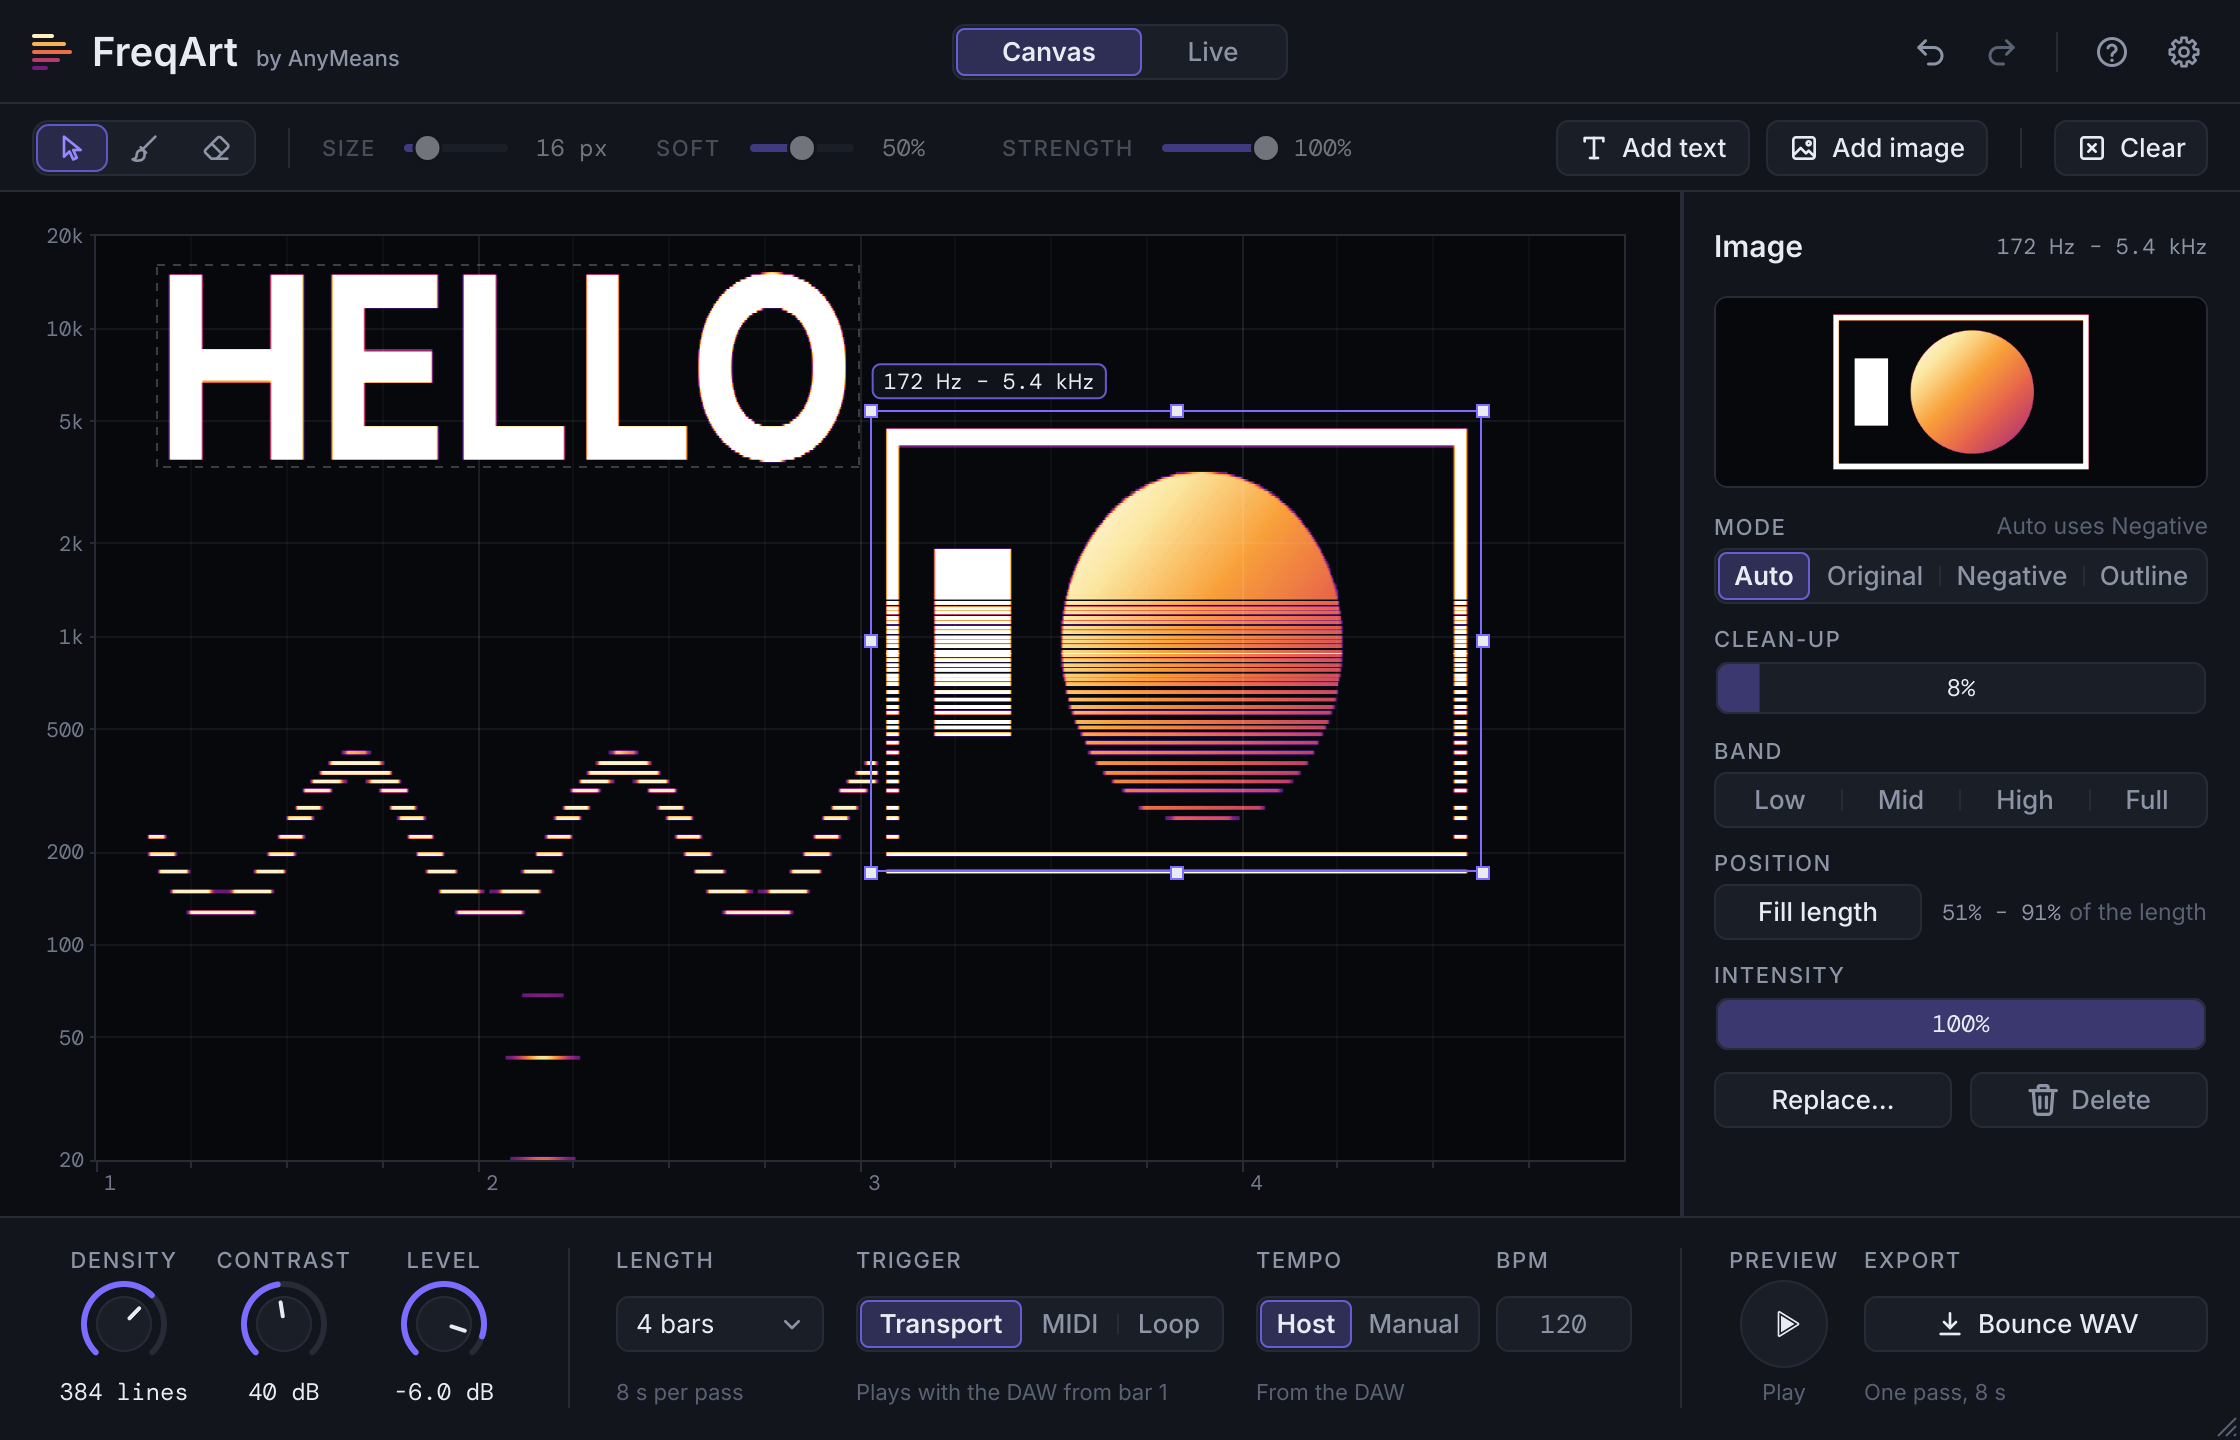 FreqArt by AnyMeans
Canvas Live
SIZE 16 px SOFT 50% STRENGTH 100%
Add text Add image Clear
20k
10k
5k
2k
1k
500
200
100
50
20
1 2 3 4
HELLO
172 Hz - 5.4 kHz
Image 172 Hz - 5.4 kHz
MODE Auto uses Negative
Auto Original Negative Outline
CLEAN-UP
8%
BAND
Low Mid High Full
POSITION
Fill length 51% - 91% of the length
INTENSITY
100%
Replace... Delete
DENSITY CONTRAST LEVEL
384 lines 40 dB -6.0 dB
LENGTH
4 bars
8 s per pass
TRIGGER
Transport MIDI Loop
Plays with the DAW from bar 1
TEMPO BPM
Host Manual 120
From the DAW
PREVIEW
Play
EXPORT
Bounce WAV
One pass, 8 s